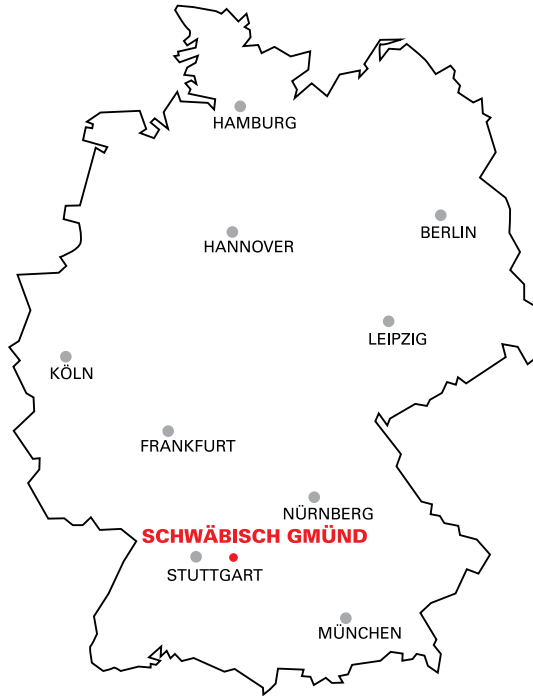 HAMBURG
BERLIN
HANNOVER
LEIPZIG
KÖLN
FRANKFURT
NÜRNBERG
SCHWÄBISCH GMÜND
STUTTGART
MÜNCHEN